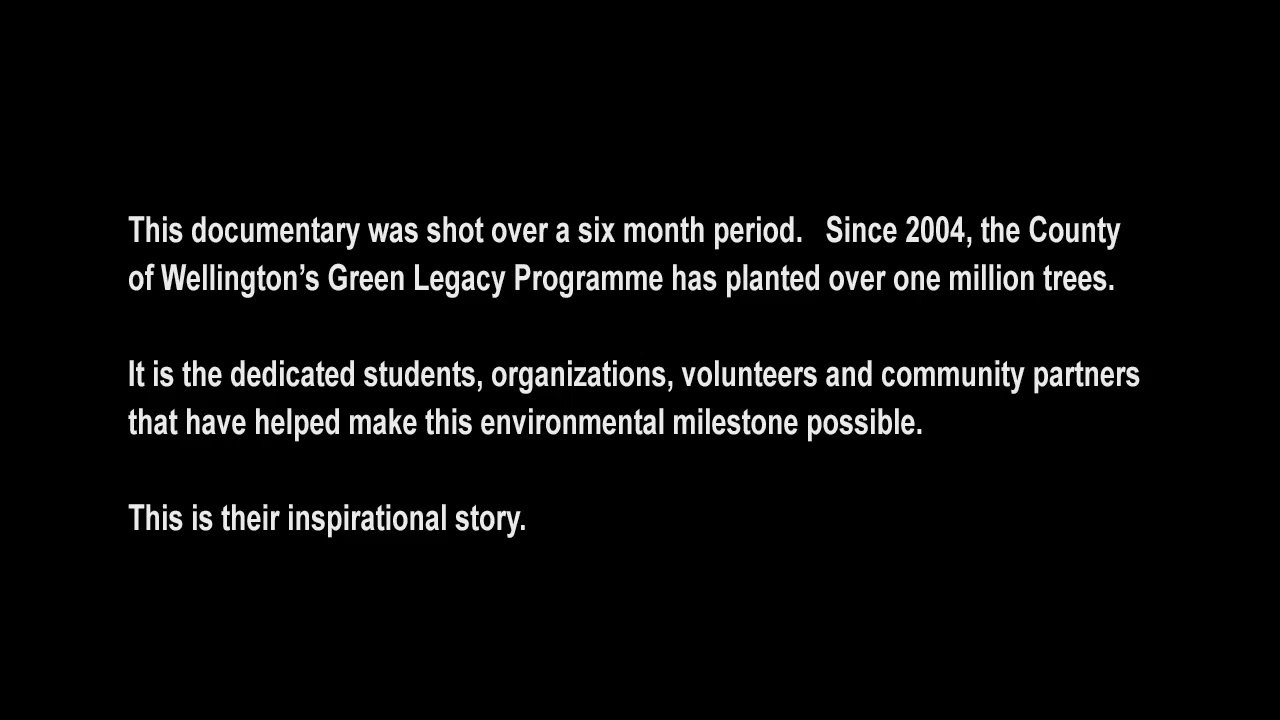 This documentary was shot over a six month period.   Since 2004, the County
of Wellington’s Green Legacy Programme has planted over one million trees.
It is the dedicated students, organizations, volunteers and community partners
that have helped make this environmental milestone possible.
This is their inspirational story.